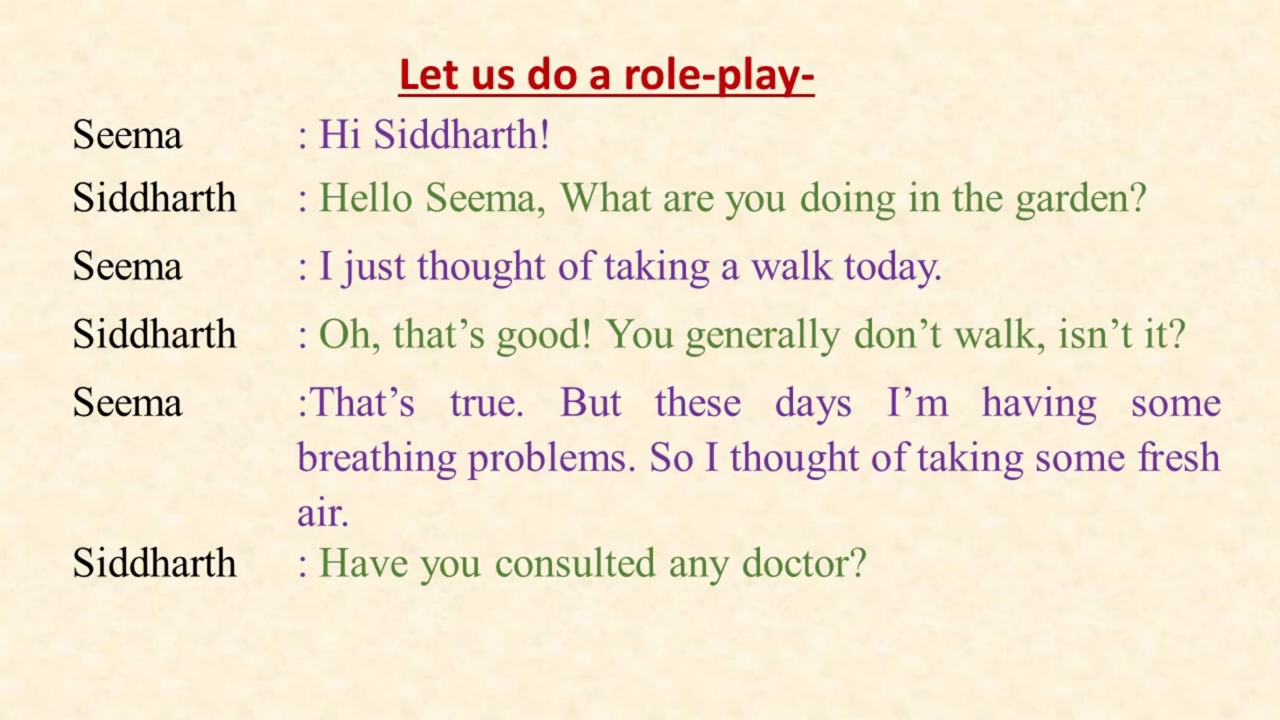 Let us do a role-play-
Seema : Hi Siddharth!
Siddharth : Hello Seema, What are you doing in the garden?
Seema : I just thought of taking a walk today.
Siddharth : Oh, that’s good! You generally don’t walk, isn’t it?
Seema :That’s true. But these days I’m having some
breathing problems. So I thought of taking some fresh
air.
Siddharth : Have you consulted any doctor?